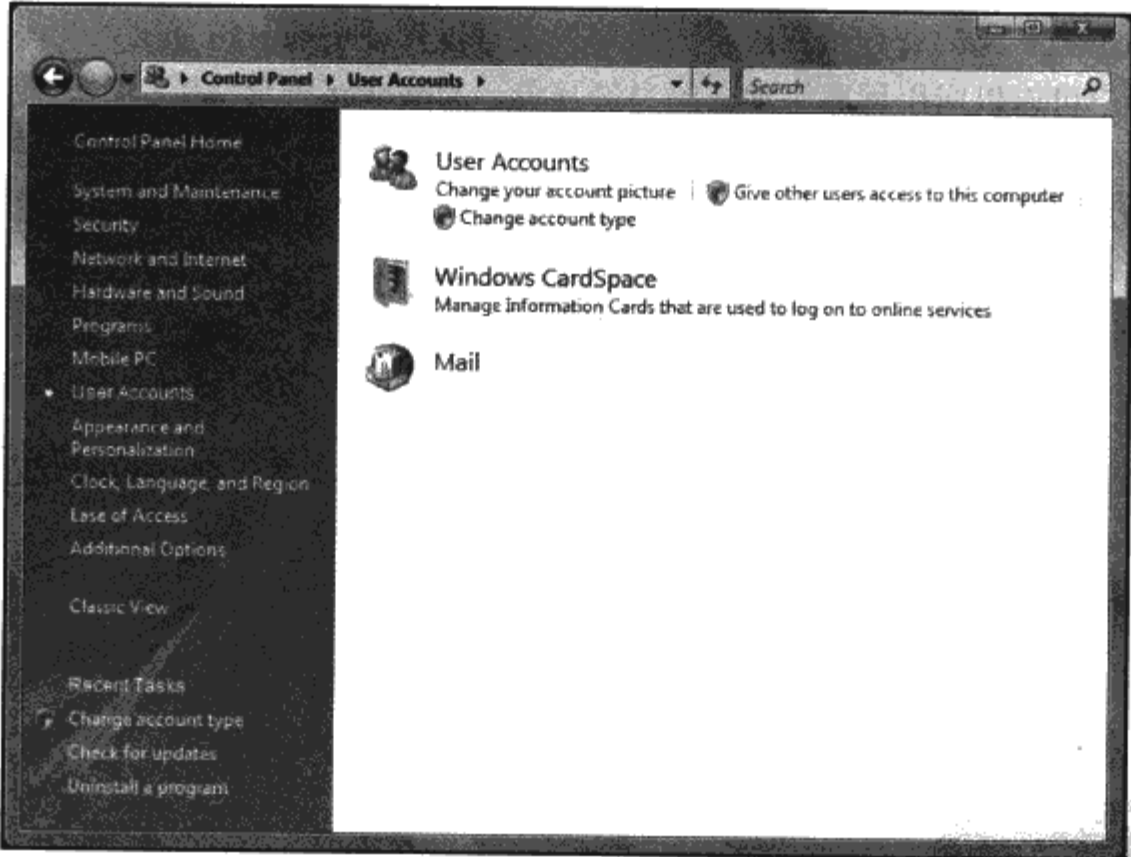 Control Panel User Accounts
Search
Control Panel Home
System and Maintenance
Security
Network and Internet
Hardware and Sound
Programs
Mobile PC
User Accounts
Appearance and
Personalization
Clock, Language, and Region
Ease of Access
Additional Options
Classic View
Recent Tasks
Change account type
Check for updates
Uninstall a program
User Accounts
Change your account picture
Give other users access to this computer
Change account type
Windows CardSpace
Manage Information Cards that are used to log on to online services
Mail